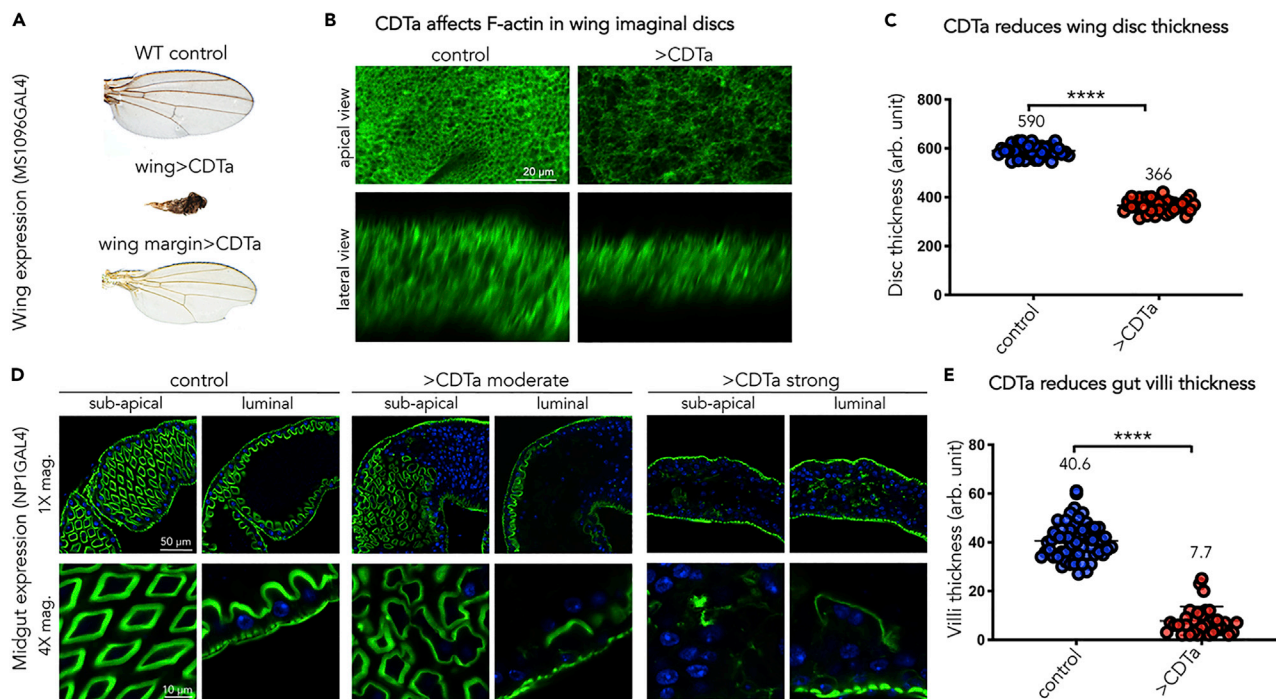 A
Wing expression (MS1096GAL4)
WT control
wing>CDTa
wing margin>CDTa
B
CDTa affects F-actin in wing imaginal discs
control
>CDTa
apical view
20 µm
lateral view
C
CDTa reduces wing disc thickness
Disc thickness (arb. unit)
800
600
400
200
0
****
590
366
control
>CDTa
D
Midgut expression (NP1GAL4)
control
>CDTa moderate
>CDTa strong
sub-apical
luminal
sub-apical
luminal
sub-apical
luminal
1X mag.
50 µm
4X mag.
10 µm
E
CDTa reduces gut villi thickness
Villi thickness (arb. unit)
80
60
40
20
0
****
40.6
7.7
control
>CDTa